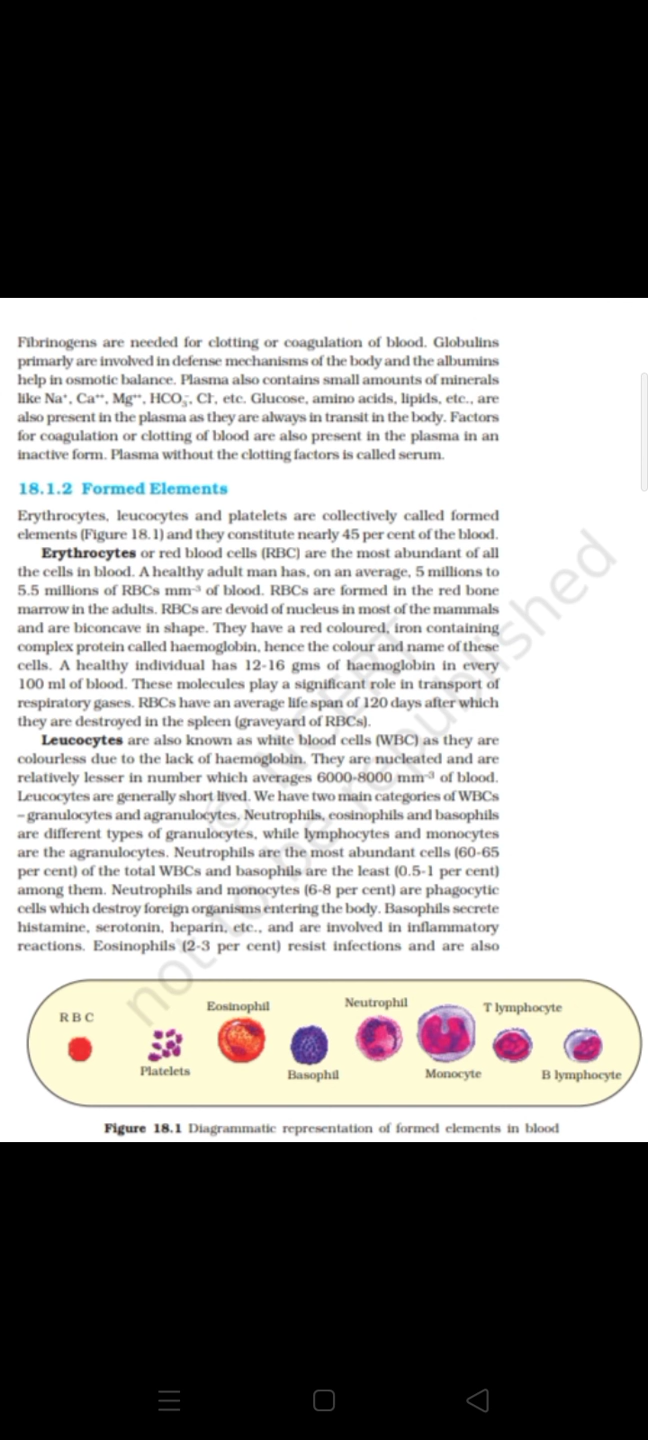 Fibrinogens are needed for clotting or coagulation of blood. Globulins
primarly are involved in defense mechanisms of the body and the albumins
help in osmotic balance. Plasma also contains small amounts of minerals
like Na⁺, Ca⁺⁺, Mg⁺⁺, HCO₃⁻, Cl⁻, etc. Glucose, amino acids, lipids, etc., are
also present in the plasma as they are always in transit in the body. Factors
for coagulation or clotting of blood are also present in the plasma in an
inactive form. Plasma without the clotting factors is called serum.
18.1.2 Formed Elements
Erythrocytes, leucocytes and platelets are collectively called formed
elements (Figure 18.1) and they constitute nearly 45 per cent of the blood.
Erythrocytes or red blood cells (RBC) are the most abundant of all
the cells in blood. A healthy adult man has, on an average, 5 millions to
5.5 millions of RBCs mm⁻³ of blood. RBCs are formed in the red bone
marrow in the adults. RBCs are devoid of nucleus in most of the mammals
and are biconcave in shape. They have a red coloured, iron containing
complex protein called haemoglobin, hence the colour and name of these
cells. A healthy individual has 12-16 gms of haemoglobin in every
100 ml of blood. These molecules play a significant role in transport of
respiratory gases. RBCs have an average life span of 120 days after which
they are destroyed in the spleen (graveyard of RBCs).
Leucocytes are also known as white blood cells (WBC) as they are
colourless due to the lack of haemoglobin. They are nucleated and are
relatively lesser in number which averages 6000-8000 mm⁻³ of blood.
Leucocytes are generally short lived. We have two main categories of WBCs
– granulocytes and agranulocytes. Neutrophils, eosinophils and basophils
are different types of granulocytes, while lymphocytes and monocytes
are the agranulocytes. Neutrophils are the most abundant cells (60-65
per cent) of the total WBCs and basophils are the least (0.5-1 per cent)
among them. Neutrophils and monocytes (6-8 per cent) are phagocytic
cells which destroy foreign organisms entering the body. Basophils secrete
histamine, serotonin, heparin, etc., and are involved in inflammatory
reactions. Eosinophils (2-3 per cent) resist infections and are also
R B C
Platelets
Eosinophil
Basophil
Neutrophil
Monocyte
T lymphocyte
B lymphocyte
Figure 18.1 Diagrammatic representation of formed elements in blood
© NCERT
not to be republished